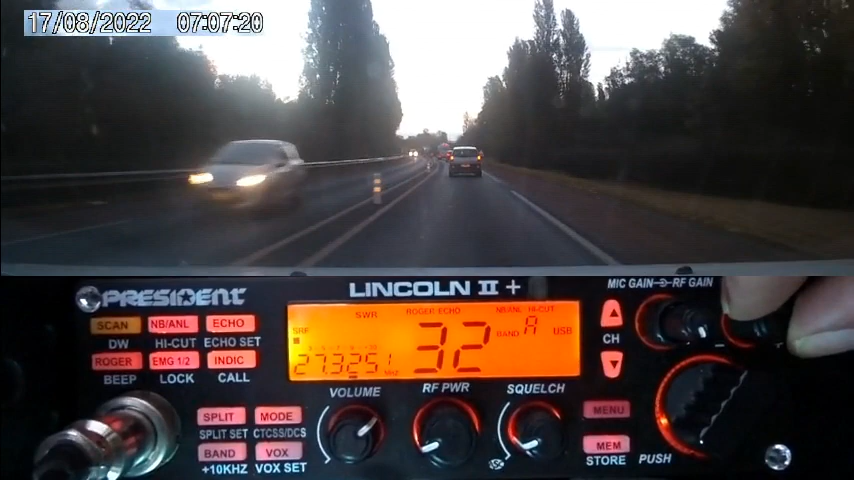 17/08/2022 07:07:20
PRESIDENT
LINCOLN II +
MIC GAIN RF GAIN
SCAN NB/ANL ECHO
DW HI-CUT ECHO SET
ROGER EMG 1/2 INDIC
BEEP LOCK CALL
SWR ROGER ECHO NB/ANL HI-CUT
SRF 32 BAND A USB
27.3251 MHz
CH
VOLUME RF PWR SQUELCH
SPLIT MODE
SPLIT SET CTCSS/DCS
BAND VOX
+10KHZ VOX SET
MENU
MEM
STORE PUSH